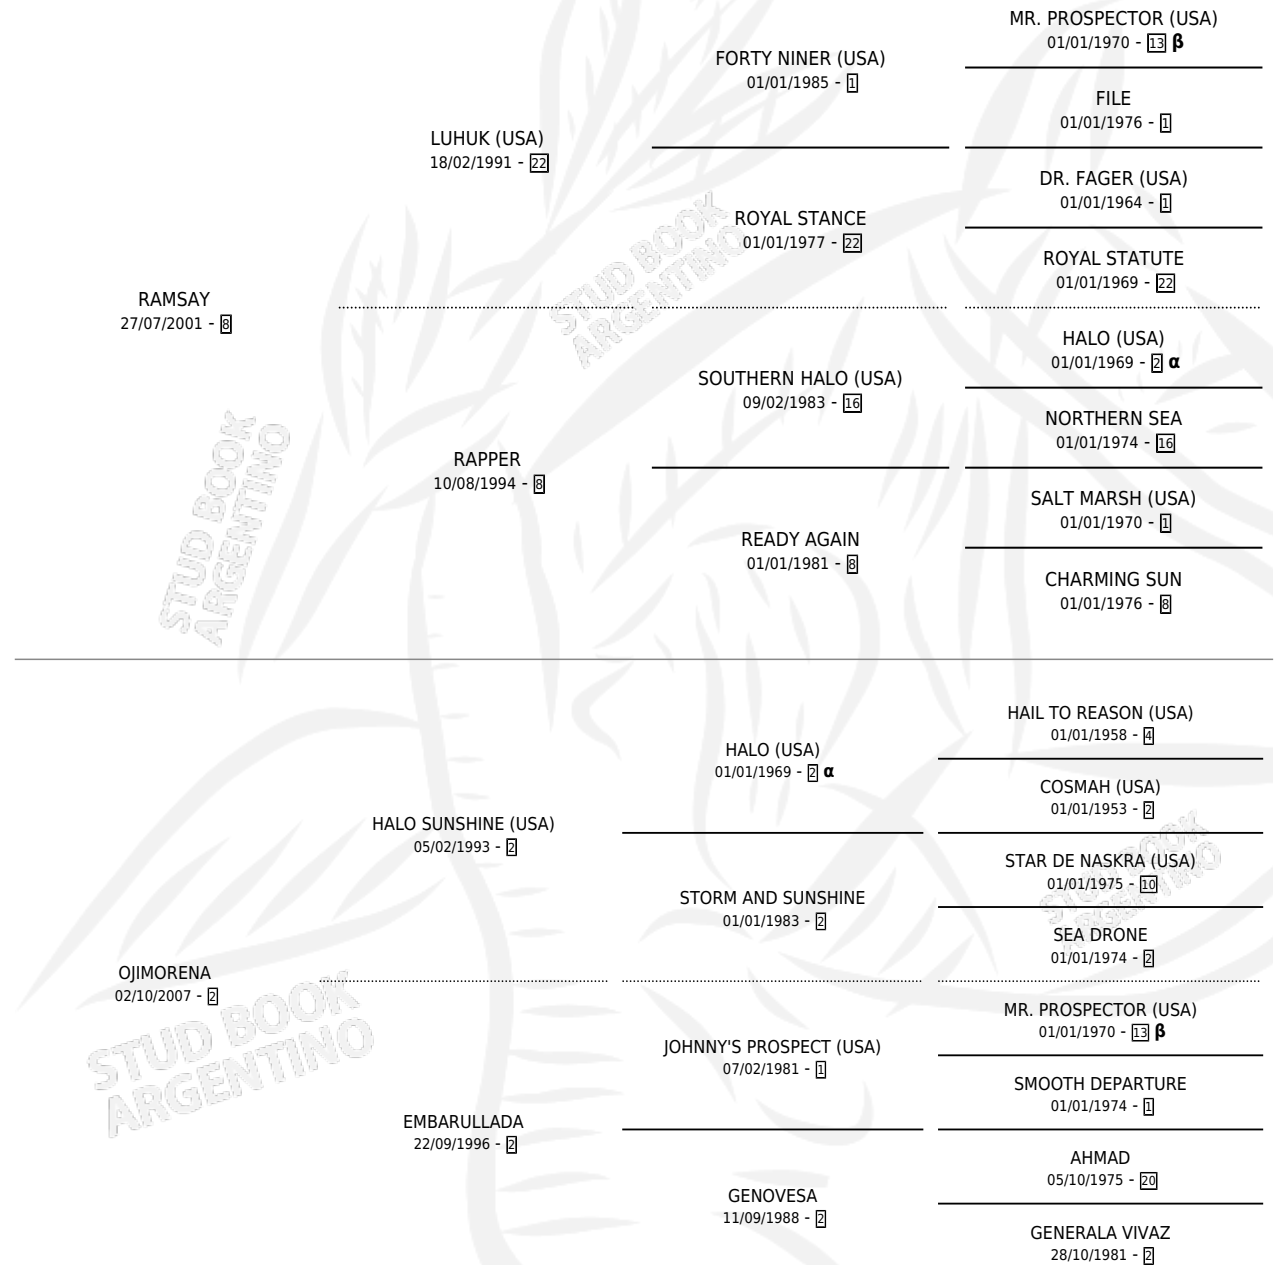 MR. PROSPECTOR (USA)
01/01/1970 - 13 β
FORTY NINER (USA)
01/01/1985 - 1
FILE
01/01/1976 - 1
LUHUK (USA)
18/02/1991 - 22
DR. FAGER (USA)
01/01/1964 - 1
ROYAL STANCE
01/01/1977 - 22
ROYAL STATUTE
01/01/1969 - 22
RAMSAY
27/07/2001 - 8
HALO (USA)
01/01/1969 - 2 α
SOUTHERN HALO (USA)
09/02/1983 - 16
NORTHERN SEA
01/01/1974 - 16
RAPPER
10/08/1994 - 8
SALT MARSH (USA)
01/01/1970 - 1
READY AGAIN
01/01/1981 - 8
CHARMING SUN
01/01/1976 - 8
HAIL TO REASON (USA)
01/01/1958 - 4
HALO (USA)
01/01/1969 - 2 α
COSMAH (USA)
01/01/1953 - 2
HALO SUNSHINE (USA)
05/02/1993 - 2
STAR DE NASKRA (USA)
01/01/1975 - 10
STORM AND SUNSHINE
01/01/1983 - 2
SEA DRONE
01/01/1974 - 2
OJIMORENA
02/10/2007 - 2
MR. PROSPECTOR (USA)
01/01/1970 - 13 β
JOHNNY'S PROSPECT (USA)
07/02/1981 - 1
SMOOTH DEPARTURE
01/01/1974 - 1
EMBARULLADA
22/09/1996 - 2
AHMAD
05/10/1975 - 20
GENOVESA
11/09/1988 - 2
GENERALA VIVAZ
28/10/1981 - 2
STUD BOOK
ARGENTINO
STUD BOOK
ARGENTINO
STUD BOOK
ARGENTINO
STUD BOOK
ARGENTINO